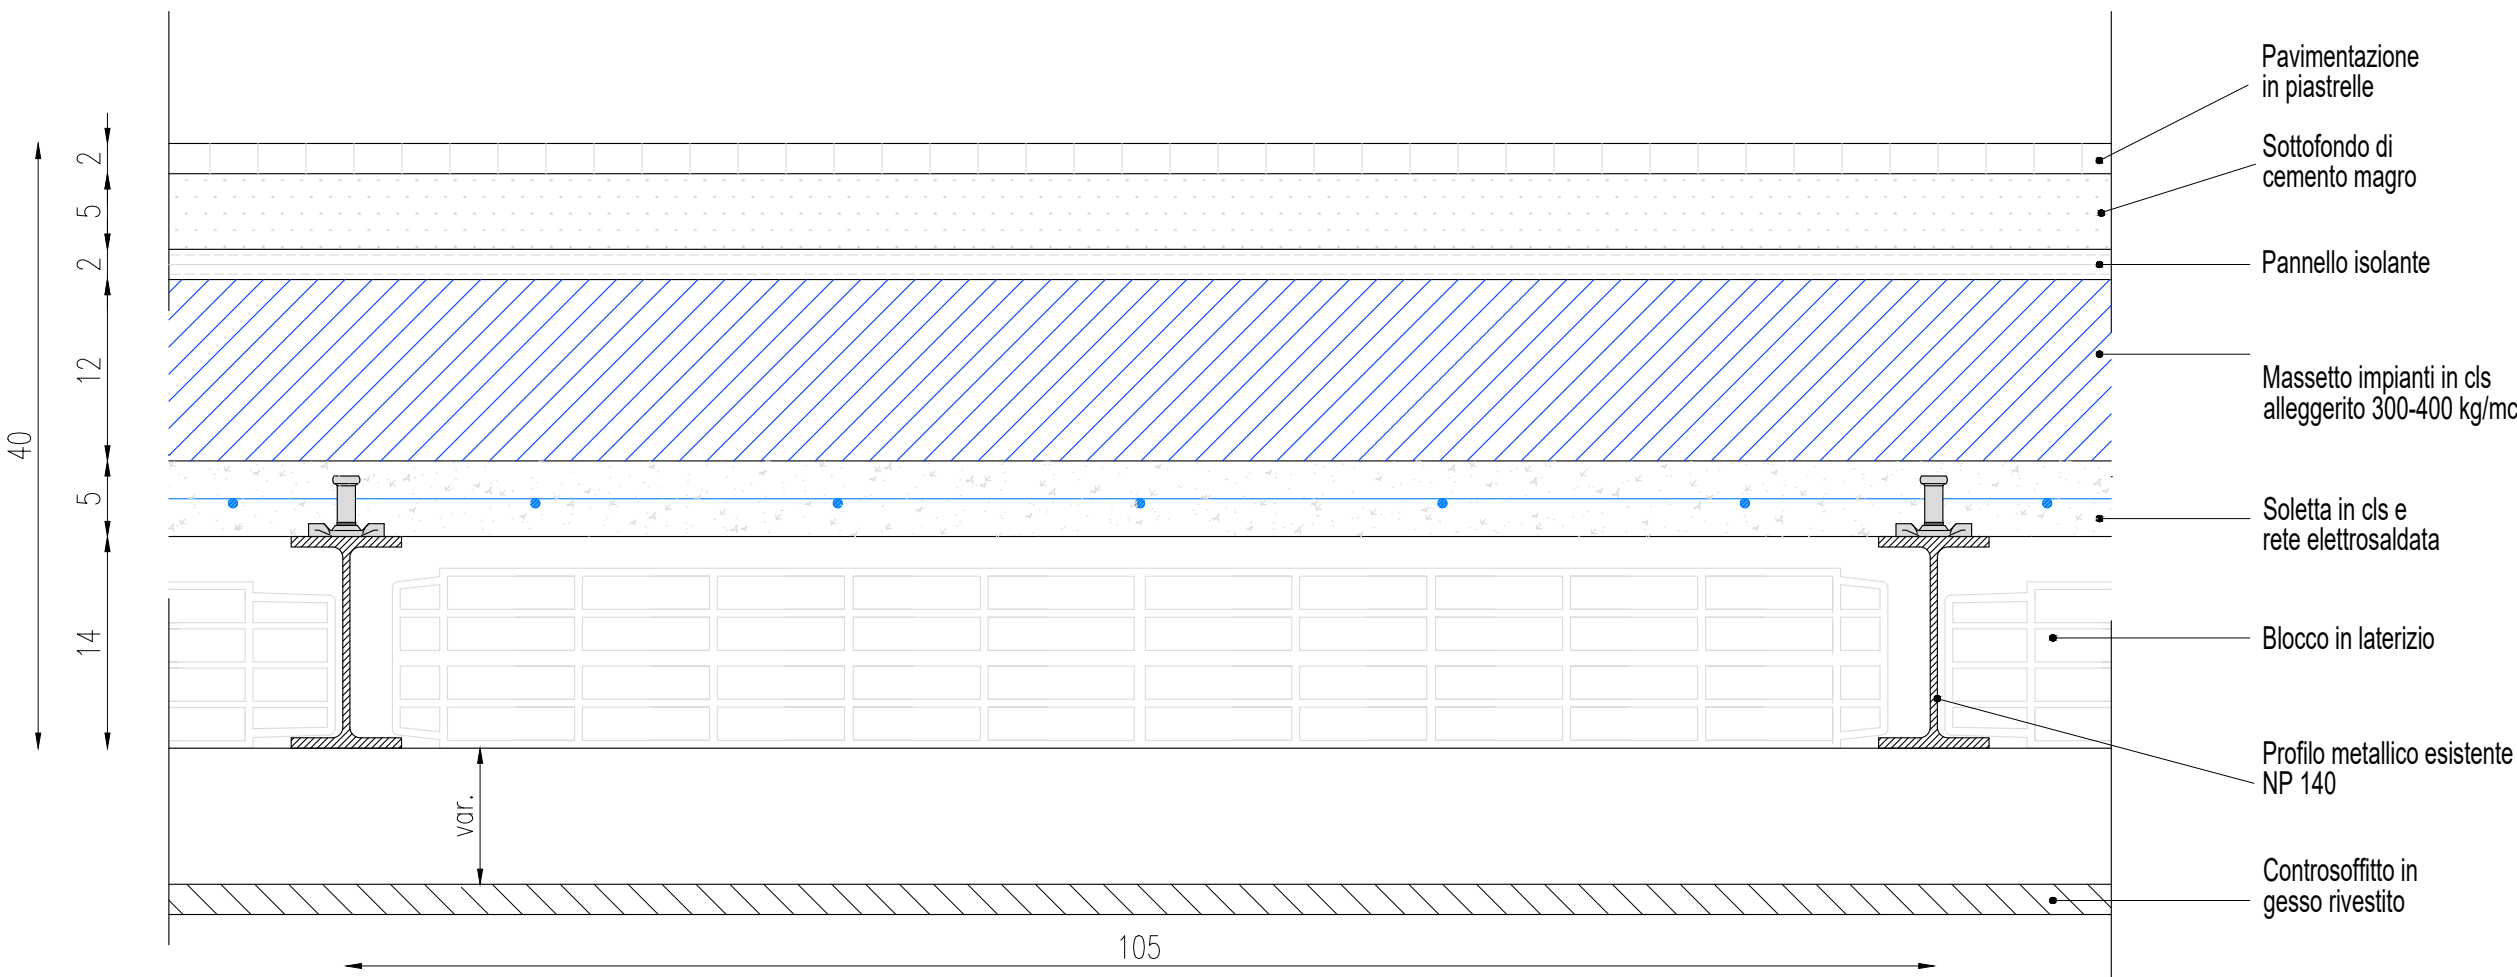 Pavimentazione
in piastrelle
Sottofondo di
cemento magro
Pannello isolante
Massetto impianti in cls
alleggerito 300-400 kg/mc
Soletta in cls e
rete elettrosaldata
Blocco in laterizio
Profilo metallico esistente
NP 140
Controsoffitto in
gesso rivestito
40
2
5
2
12
5
14
var.
105